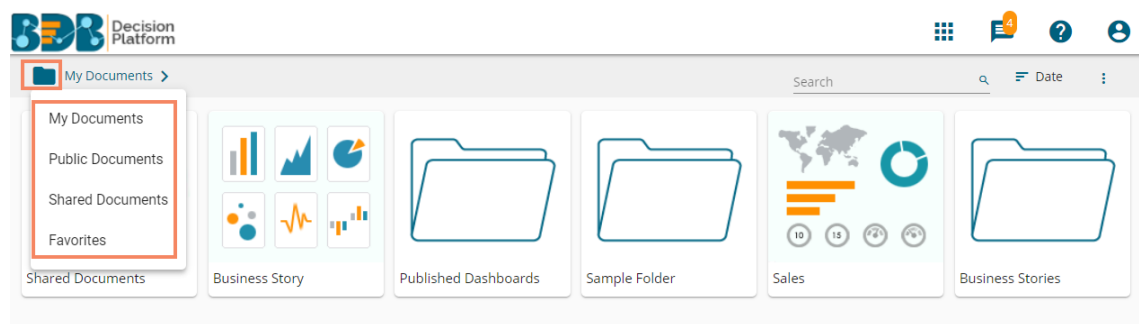 BDB Decision
Platform
4
My Documents
Search
Date
My Documents
Public Documents
Shared Documents
Favorites
10 15
Shared Documents
Business Story
Published Dashboards
Sample Folder
Sales
Business Stories